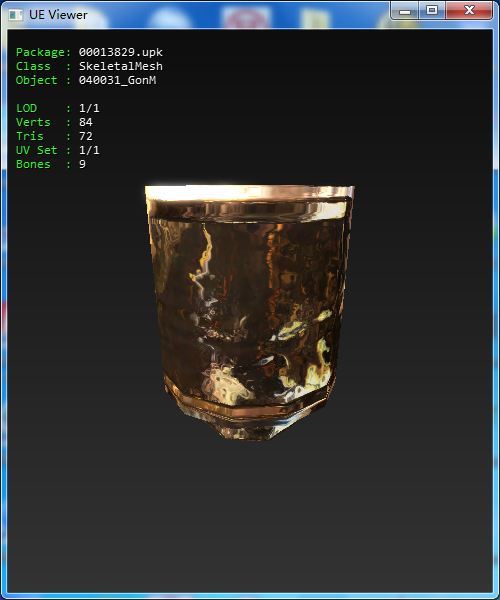 UE Viewer
Package: 00013829.upk
Class  : SkeletalMesh
Object : 040031_GonM
LOD    : 1/1
Verts  : 84
Tris   : 72
UV Set : 1/1
Bones  : 9